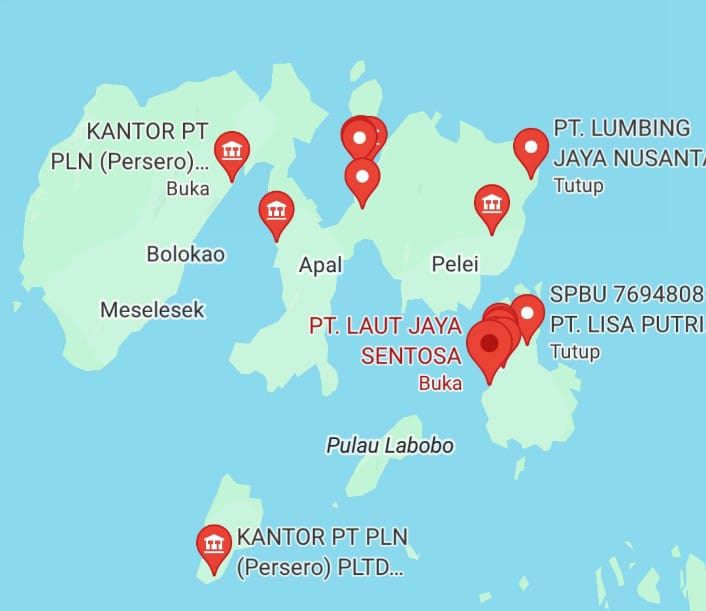 KANTOR PT
PLN (Persero)...
Buka
PT. LUMBING
JAYA NUSANTA
Tutup
Bolokao
Apal
Pelei
Meselesek
SPBU 7694808
PT. LISA PUTRI
Tutup
PT. LAUT JAYA
SENTOSA
Buka
Pulau Labobo
KANTOR PT PLN
(Persero) PLTD...